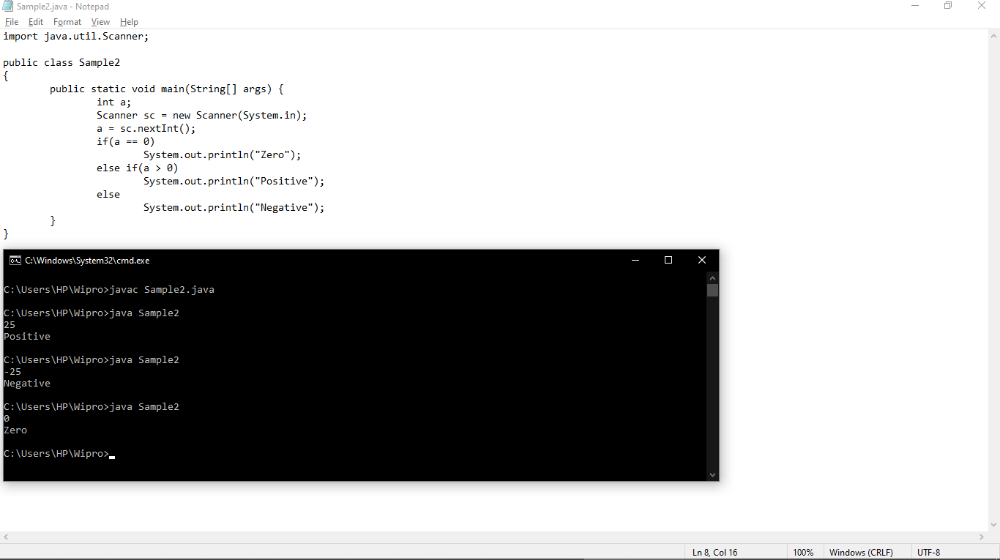 Sample2.java - Notepad
File Edit Format View Help
import java.util.Scanner;
public class Sample2
{
public static void main(String[] args) {
int a;
Scanner sc = new Scanner(System.in);
a = sc.nextInt();
if(a == 0)
System.out.println("Zero");
else if(a > 0)
System.out.println("Positive");
else
System.out.println("Negative");
}
}
C:\Windows\System32\cmd.exe
C:\Users\HP\Wipro>javac Sample2.java
C:\Users\HP\Wipro>java Sample2
25
Positive
C:\Users\HP\Wipro>java Sample2
-25
Negative
C:\Users\HP\Wipro>java Sample2
0
Zero
C:\Users\HP\Wipro>
Ln 8, Col 16 100% Windows (CRLF) UTF-8